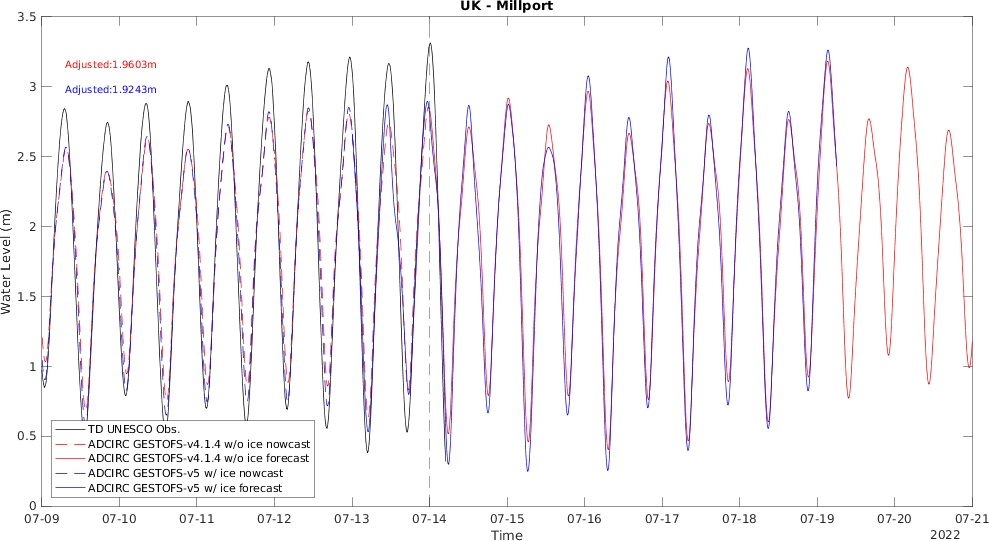 UK - Millport
3.5
3
2.5
2
1.5
1
0.5
0
Water Level (m)
Adjusted:1.9603m
Adjusted:1.9243m
TD UNESCO Obs.
ADCIRC GESTOFS-v4.1.4 w/o ice nowcast
ADCIRC GESTOFS-v4.1.4 w/o ice forecast
ADCIRC GESTOFS-v5 w/ ice nowcast
ADCIRC GESTOFS-v5 w/ ice forecast
07-09 07-10 07-11 07-12 07-13 07-14 07-15 07-16 07-17 07-18 07-19 07-20 07-21
Time
2022